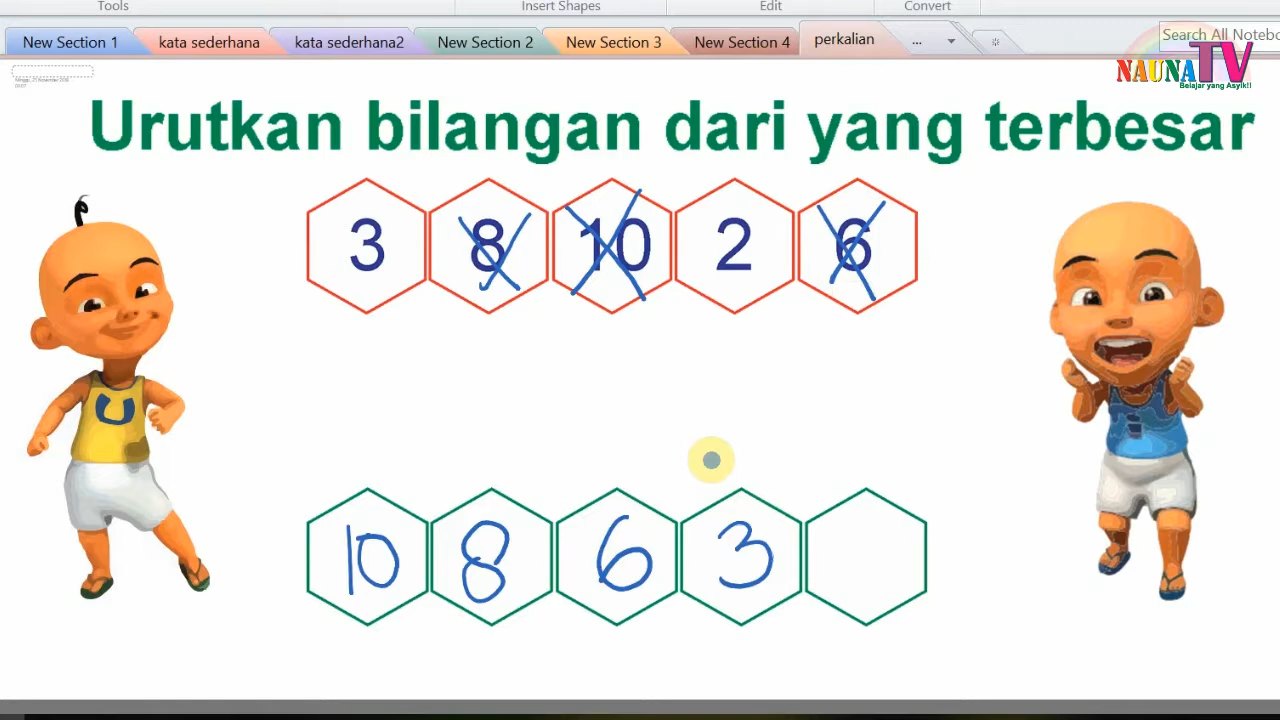 Tools Insert Shapes Edit Convert
New Section 1 kata sederhana kata sederhana2 New Section 2 New Section 3 New Section 4 perkalian ... Search All Notebo
NAUNATV
Belajar yang Asyik!!
Urutkan bilangan dari yang terbesar
3 8 10 2 6
U
10 8 6 3